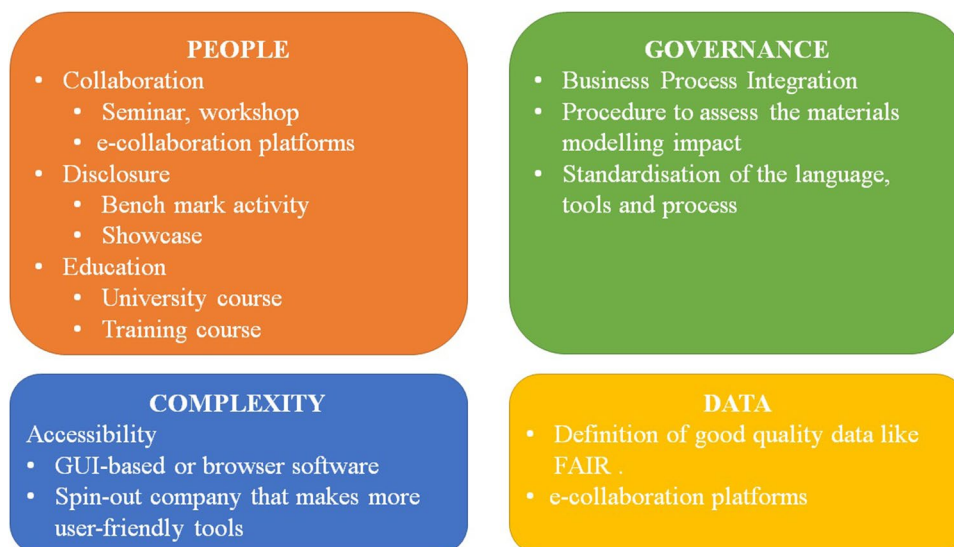 PEOPLE
• Collaboration
• Seminar, workshop
• e-collaboration platforms
• Disclosure
• Bench mark activity
• Showcase
• Education
• University course
• Training course
GOVERNANCE
• Business Process Integration
• Procedure to assess the materials
modelling impact
• Standardisation of the language,
tools and process
COMPLEXITY
Accessibility
• GUI-based or browser software
• Spin-out company that makes more
user-friendly tools
DATA
• Definition of good quality data like
FAIR .
• e-collaboration platforms